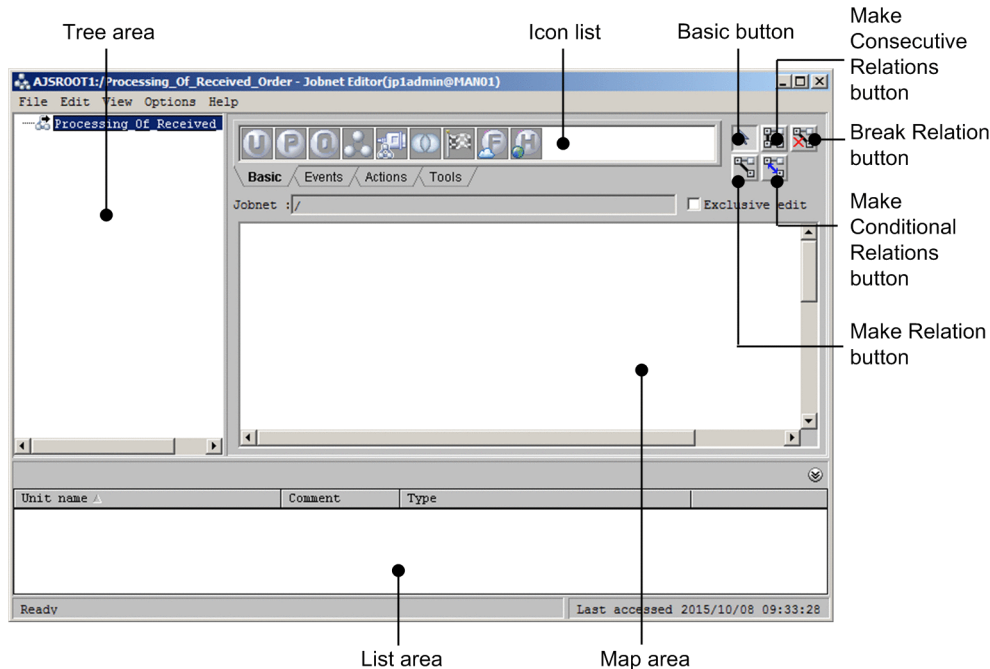 Tree area
Icon list
Basic button
Make
Consecutive
Relations
button
AJSROOT1:/Processing_Of_Received_Order - Jobnet Editor(jp1admin@MAN01)
File Edit View Options Help
Processing_Of_Received
U P Q F H
Break Relation
button
Basic Events Actions Tools
Jobnet :/
Exclusive edit
Make
Conditional
Relations
button
Make Relation
button
Unit name Comment Type
Ready
Last accessed 2015/10/08 09:33:28
List area
Map area